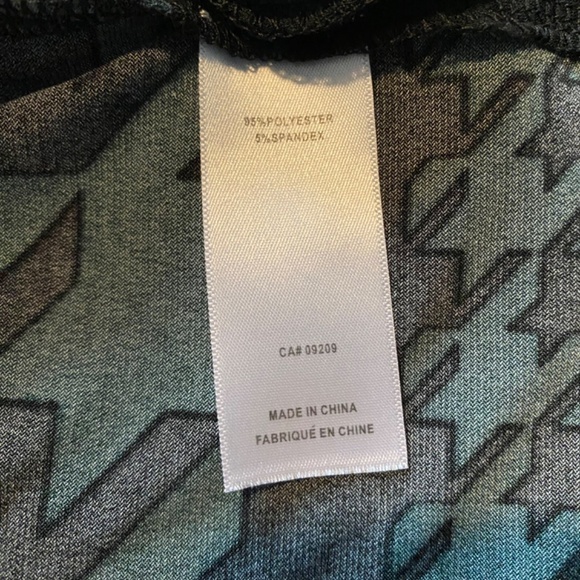 95%POLYESTER
5%SPANDEX
CA# 09209
MADE IN CHINA
FABRIQUÉ EN CHINE